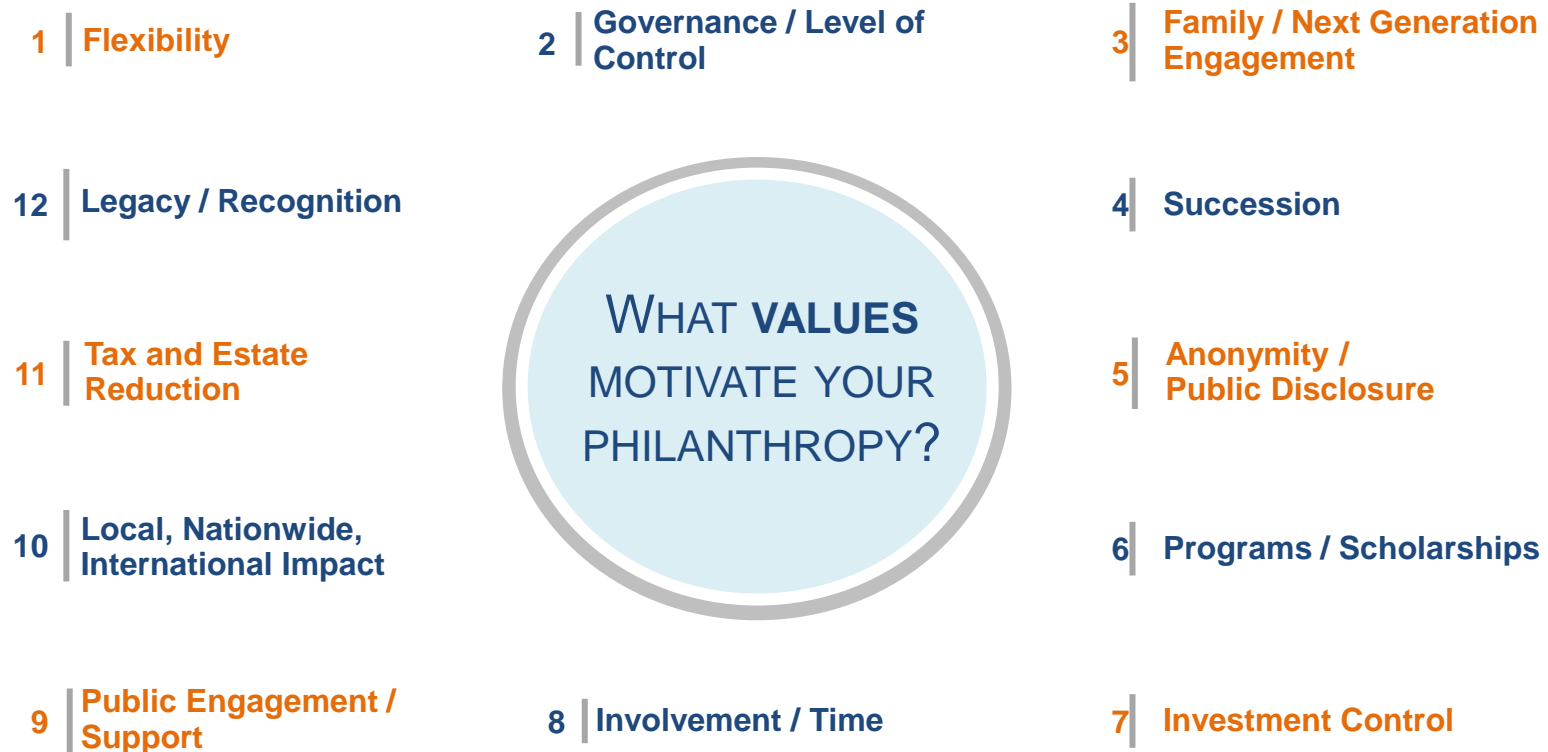 1 Flexibility
2 Governance / Level of
Control
3 Family / Next Generation
Engagement
12 Legacy / Recognition
4 Succession
WHAT VALUES
MOTIVATE YOUR
PHILANTHROPY?
11 Tax and Estate
Reduction
5 Anonymity /
Public Disclosure
10 Local, Nationwide,
International Impact
6 Programs / Scholarships
9 Public Engagement /
Support
8 Involvement / Time
7 Investment Control